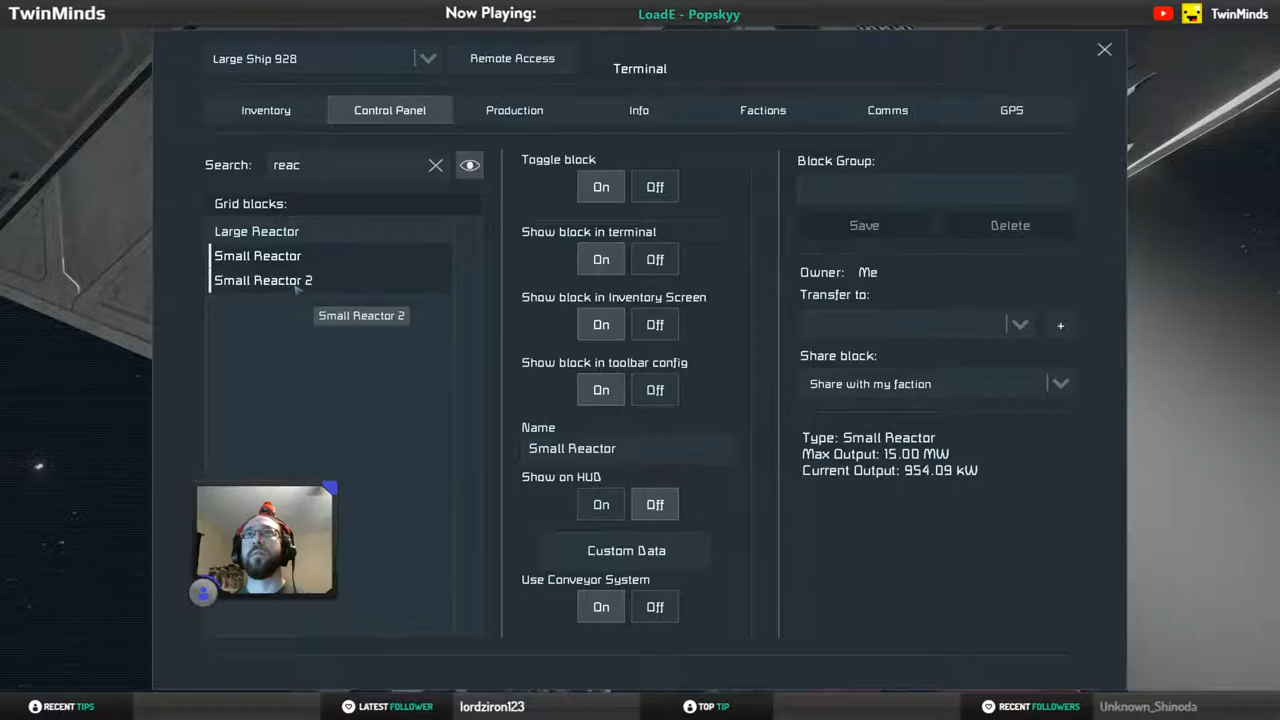 TwinMinds
Now Playing:
LoadE - Popskyy
TwinMinds
Large Ship 928
Remote Access
Terminal
Inventory
Control Panel
Production
Info
Factions
Comms
GPS
Search:
reac
Grid blocks:
Large Reactor
Small Reactor
Small Reactor 2
Small Reactor 2
Toggle block
On
Off
Show block in terminal
On
Off
Show block in Inventory Screen
On
Off
Show block in toolbar config
On
Off
Name
Small Reactor
Show on HUD
On
Off
Custom Data
Use Conveyor System
On
Off
Block Group:
Save
Delete
Owner: Me
Transfer to:
+
Share block:
Share with my faction
Type: Small Reactor
Max Output: 15.00 MW
Current Output: 954.09 kW
RECENT TIPS
LATEST FOLLOWER
lordziron123
TOP TIP
RECENT FOLLOWERS
Unknown_Shinoda